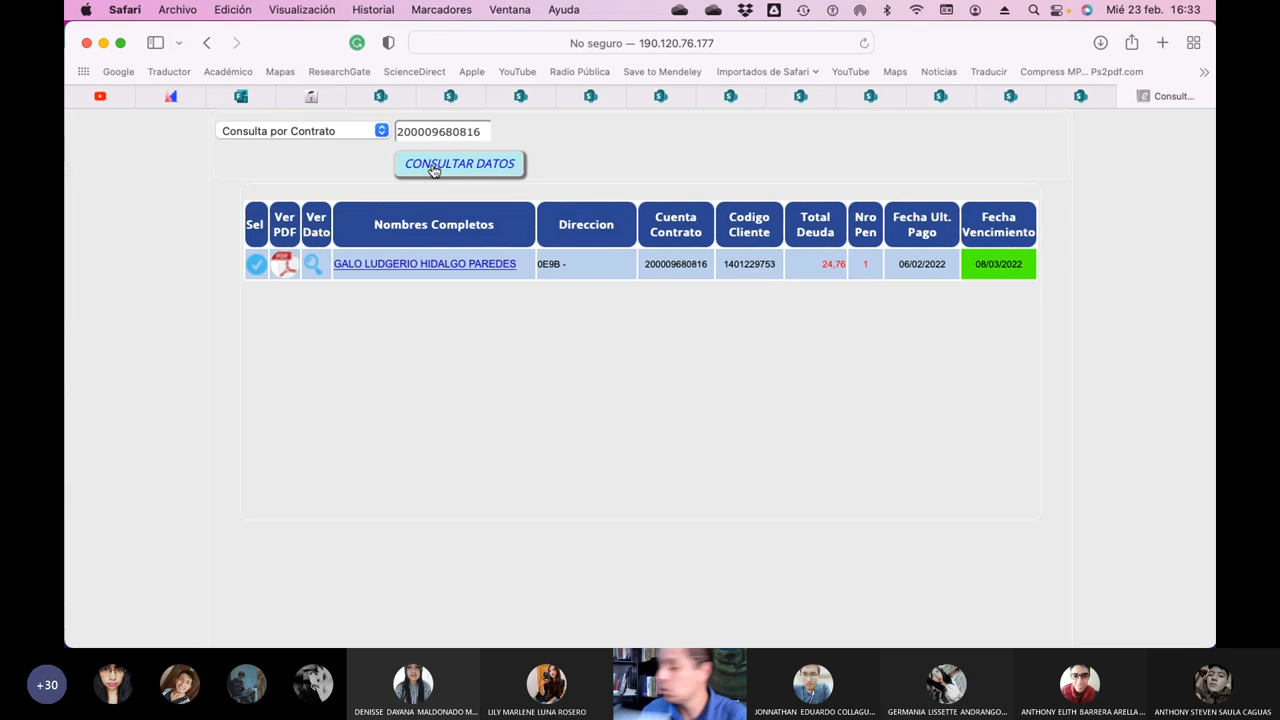 Safari Archivo Edición Visualización Historial Marcadores Ventana Ayuda Mié 23 feb. 16:33
No seguro — 190.120.76.177
Google Traductor Académico Mapas ResearchGate ScienceDirect Apple YouTube Radio Pública Save to Mendeley Importados de Safari YouTube Maps Noticias Traducir Compress MP... Ps2pdf.com
Consult...
Consulta por Contrato 200009680816
CONSULTAR DATOS
Sel Ver PDF Ver Dato Nombres Completos Direccion Cuenta Contrato Codigo Cliente Total Deuda Nro Pen Fecha Ult. Pago Fecha Vencimiento
GALO LUDGERIO HIDALGO PAREDES 0E9B - 200009680816 1401229753 24,76 1 06/02/2022 08/03/2022
+30
DENISSE DAYANA MALDONADO M... LILY MARLENE LUNA ROSERO JONNATHAN EDUARDO COLLAGU... GERMANIA LISSETTE ANDRANGO... ANTHONY ELITH BARRERA ARELLA... ANTHONY STEVEN SAULA CAGUAS